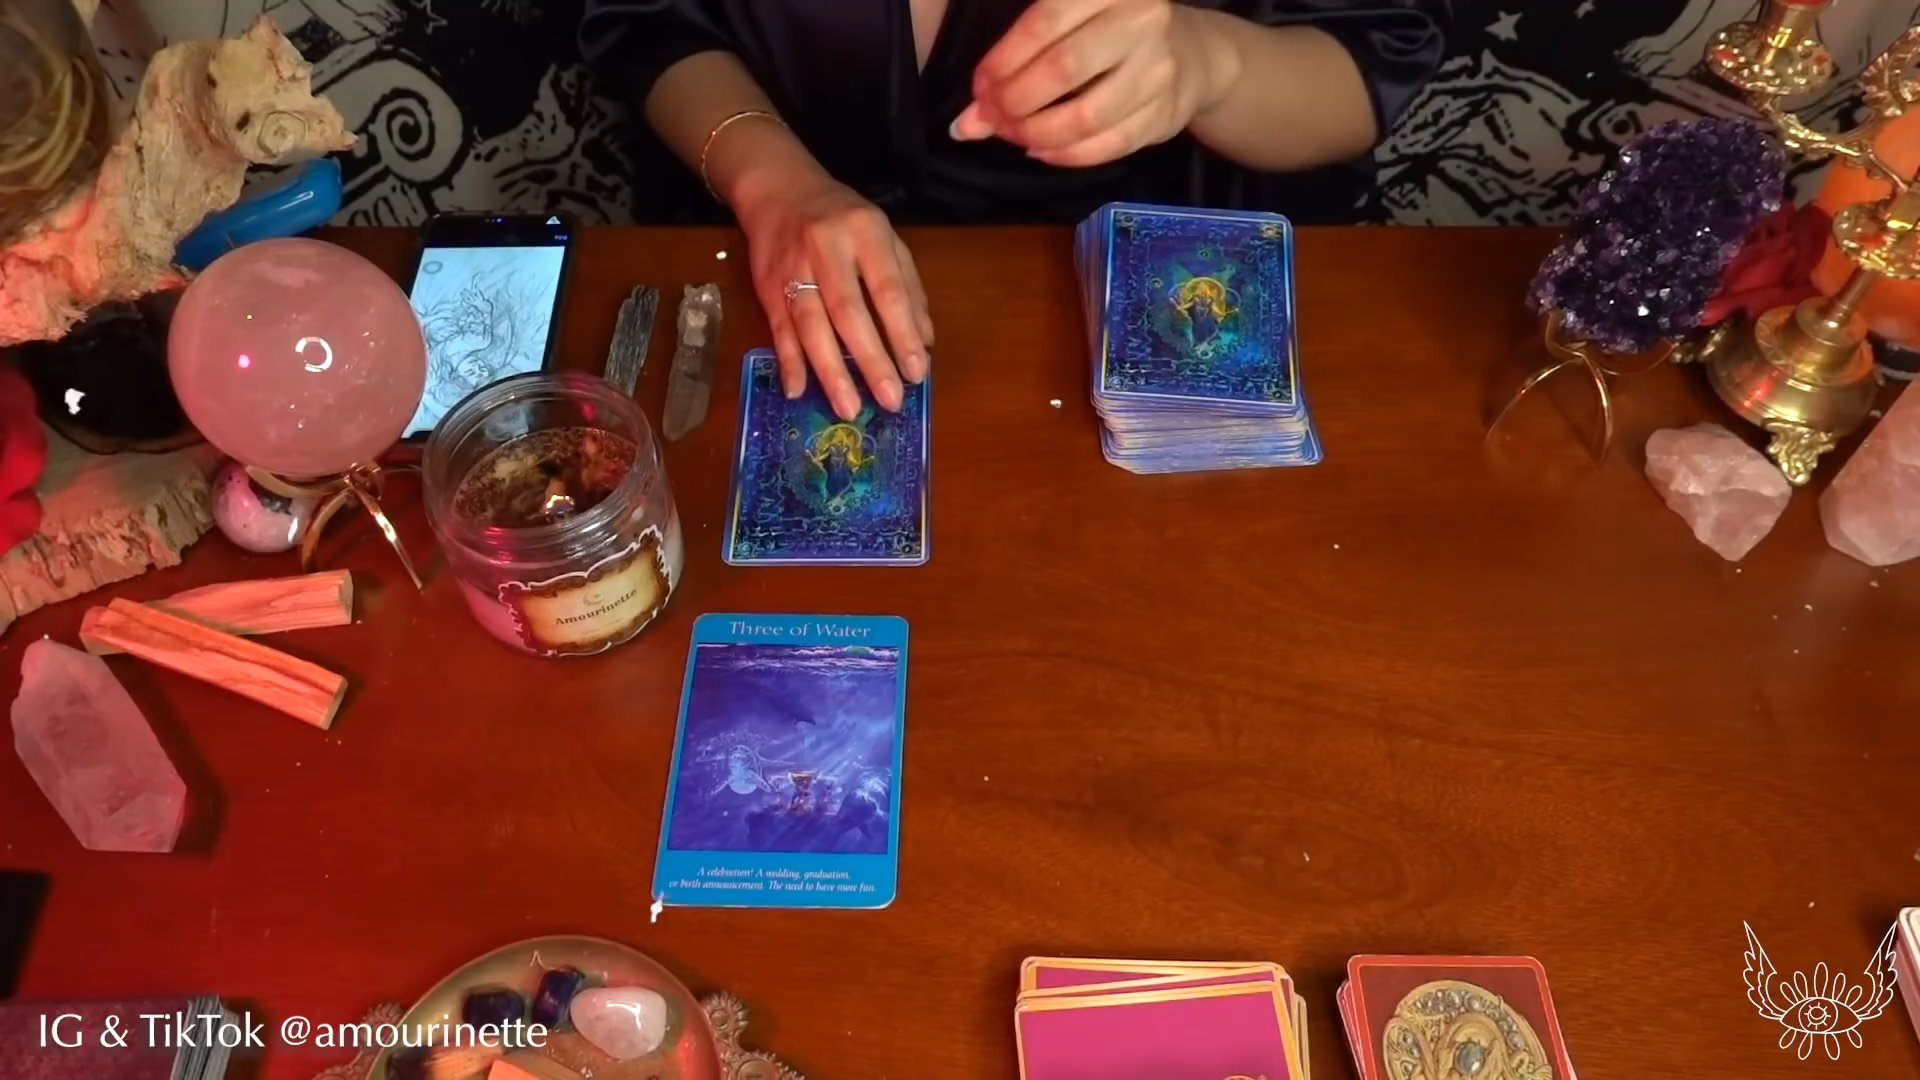 Amourinette
Three of Water
A celebration! A wedding, graduation,
or birth announcement. The need to have more fun.
IG & TikTok @amourinette